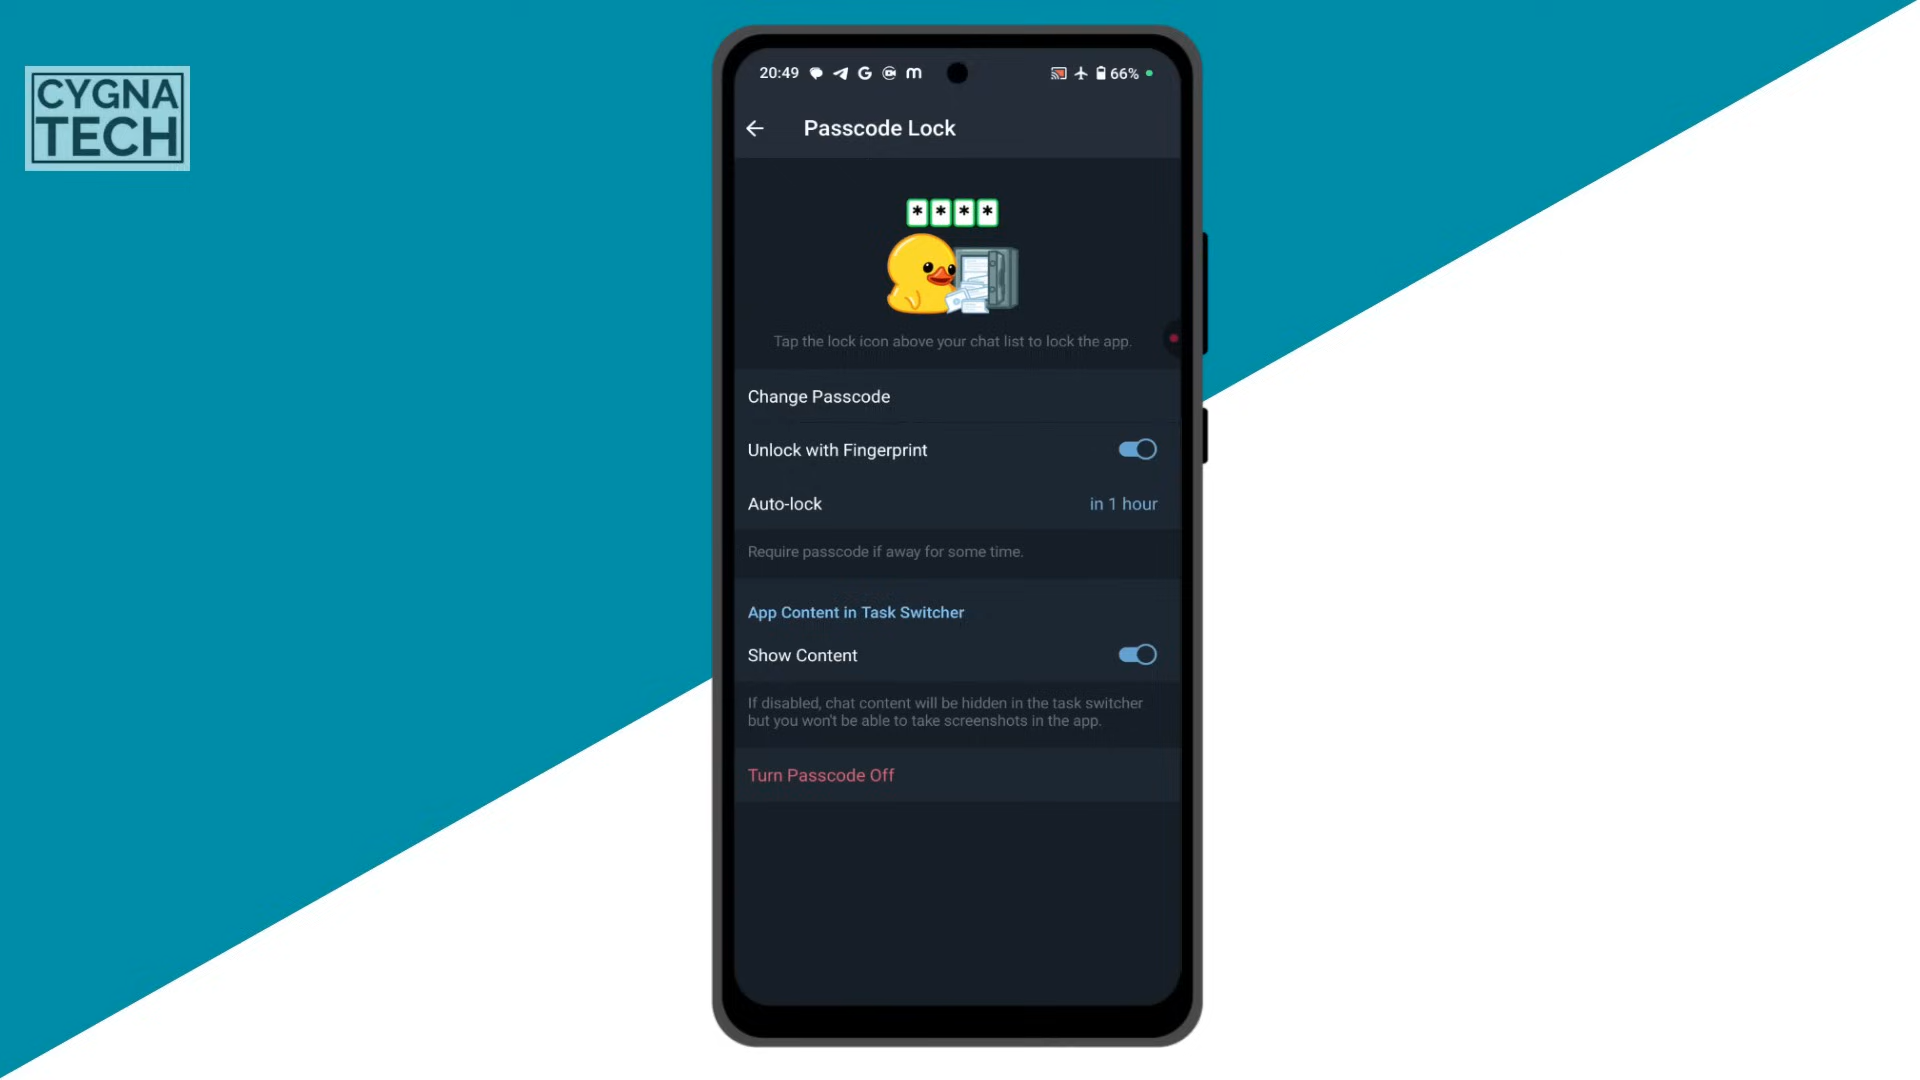 CYGNA
TECH
20:49 66%
Passcode Lock
* * * *
Tap the lock icon above your chat list to lock the app.
Change Passcode
Unlock with Fingerprint
Auto-lock in 1 hour
Require passcode if away for some time.
App Content in Task Switcher
Show Content
If disabled, chat content will be hidden in the task switcher
but you won't be able to take screenshots in the app.
Turn Passcode Off